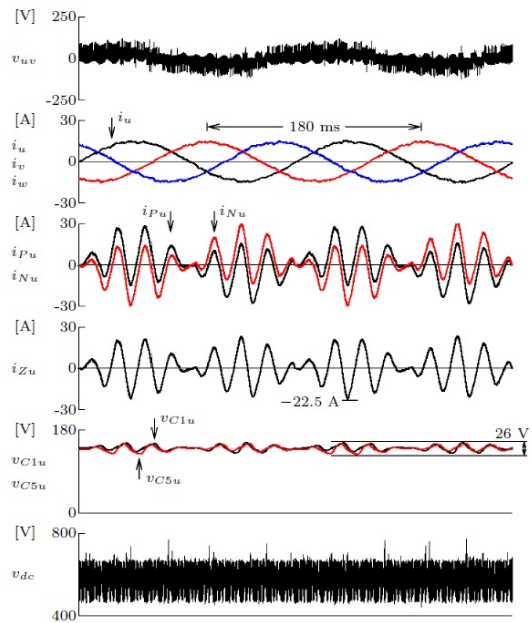 [V]
250
v_uv
0
-250
[A]
30
i_u
180 ms
i_u
i_v
0
i_w
-30
[A]
30
i_Pu
i_Nu
i_Pu
0
i_Nu
-30
[A]
30
i_Zu
0
−22.5 A
-30
[V]
180
v_C1u
26 V
v_C1u
v_C5u
v_C5u
0
[V]
800
v_dc
400